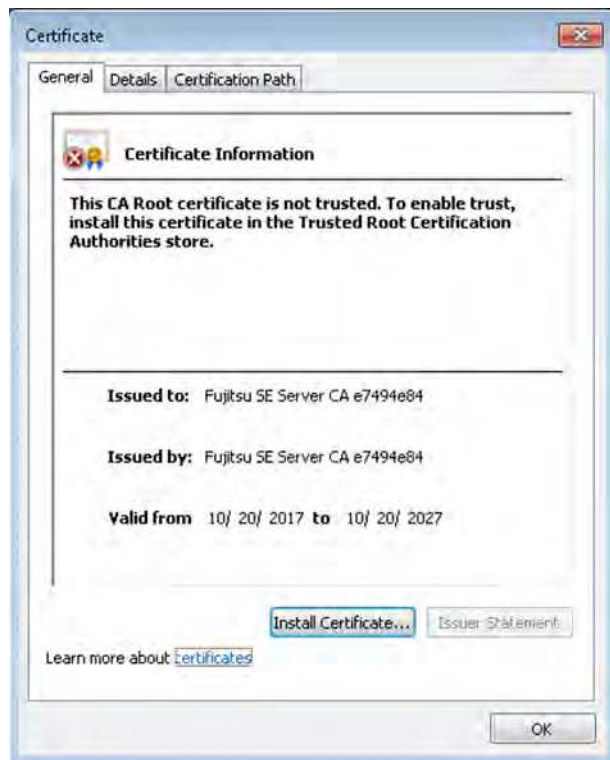 Certificate
General Details Certification Path
Certificate Information
This CA Root certificate is not trusted. To enable trust,
install this certificate in the Trusted Root Certification
Authorities store.
Issued to: Fujitsu SE Server CA e7494e84
Issued by: Fujitsu SE Server CA e7494e84
Valid from 10/ 20/ 2017 to 10/ 20/ 2027
Install Certificate... Issuer Statement
Learn more about certificates
OK